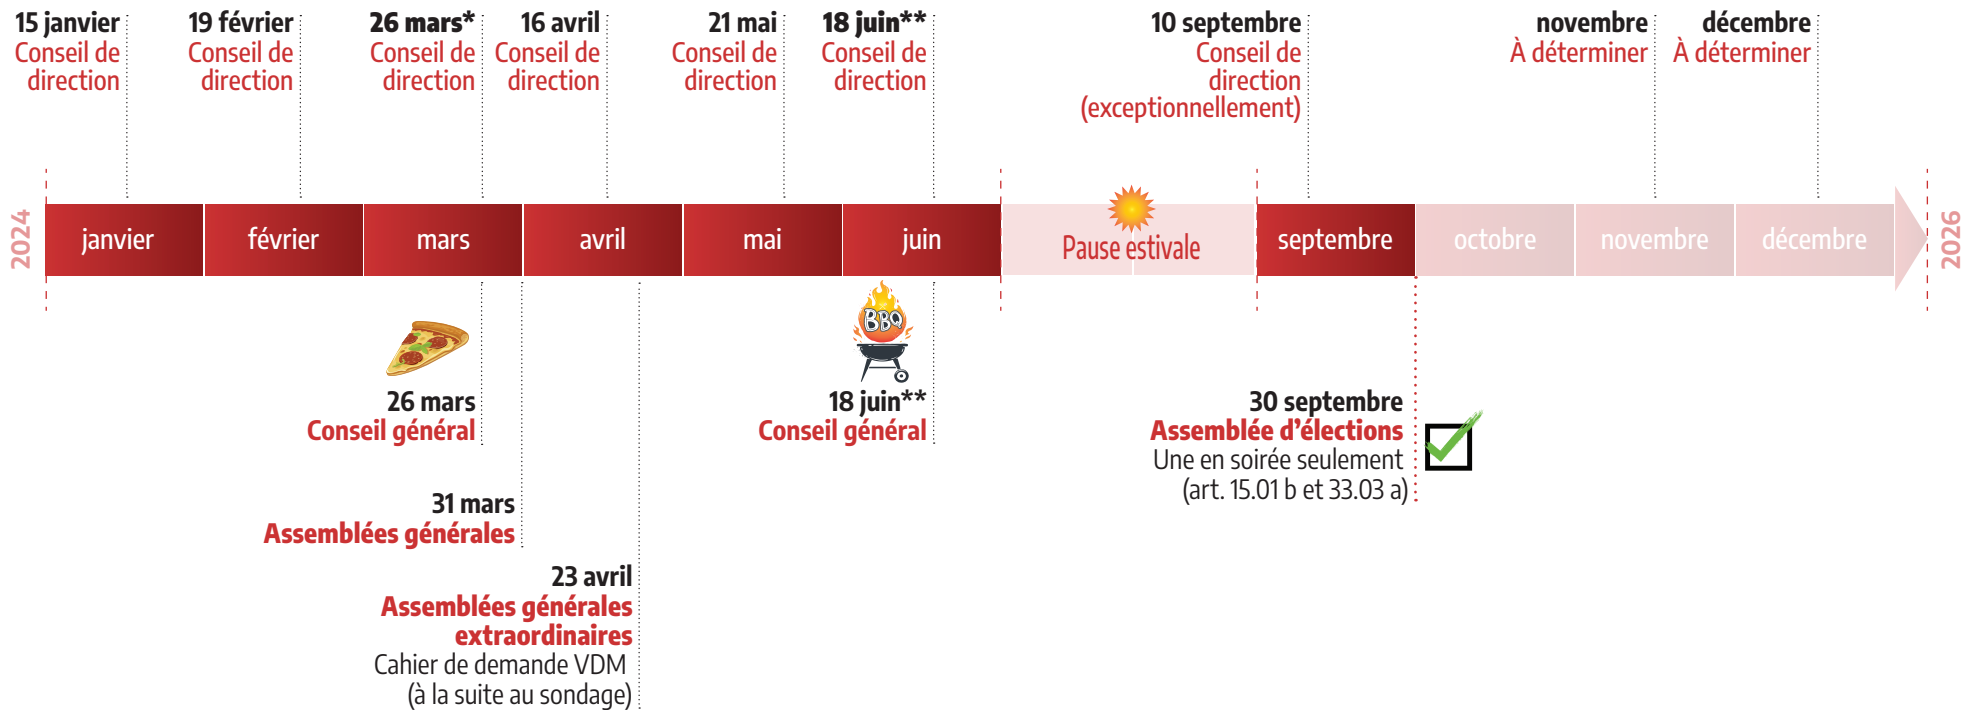 15 janvier
Conseil de
direction
19 février
Conseil de
direction
26 mars*
Conseil de
direction
16 avril
Conseil de
direction
21 mai
Conseil de
direction
18 juin**
Conseil de
direction
10 septembre
Conseil de
direction
(exceptionnellement)
novembre
À déterminer
décembre
À déterminer
2024
janvier
février
mars
avril
mai
juin
Pause estivale
septembre
octobre
novembre
décembre
2026
26 mars
Conseil général
31 mars
Assemblées générales
23 avril
Assemblées générales
extraordinaires
Cahier de demande VDM
(à la suite au sondage)
BBQ
18 juin**
Conseil général
30 septembre
Assemblée d’élections
Une en soirée seulement
(art. 15.01 b et 33.03 a)